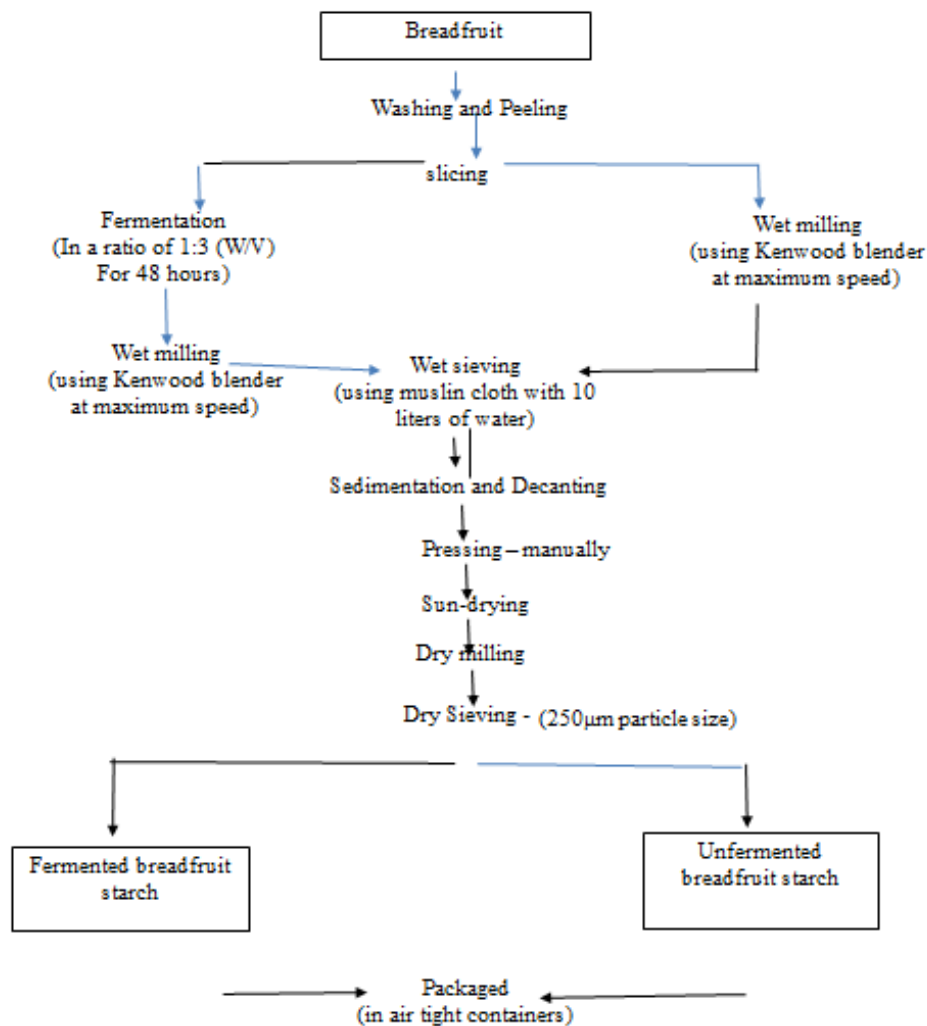 Breadfruit
Washing and Peeling
slicing
Fermentation
(In a ratio of 1:3 (W/V)
For 48 hours)
Wet milling
(using Kenwood blender
at maximum speed)
Wet milling
(using Kenwood blender
at maximum speed)
Wet sieving
(using muslin cloth with 10
liters of water)
Sedimentation and Decanting
Pressing – manually
Sun-drying
Dry milling
Dry Sieving - (250μm particle size)
Fermented breadfruit
starch
Unfermented
breadfruit starch
Packaged
(in air tight containers)